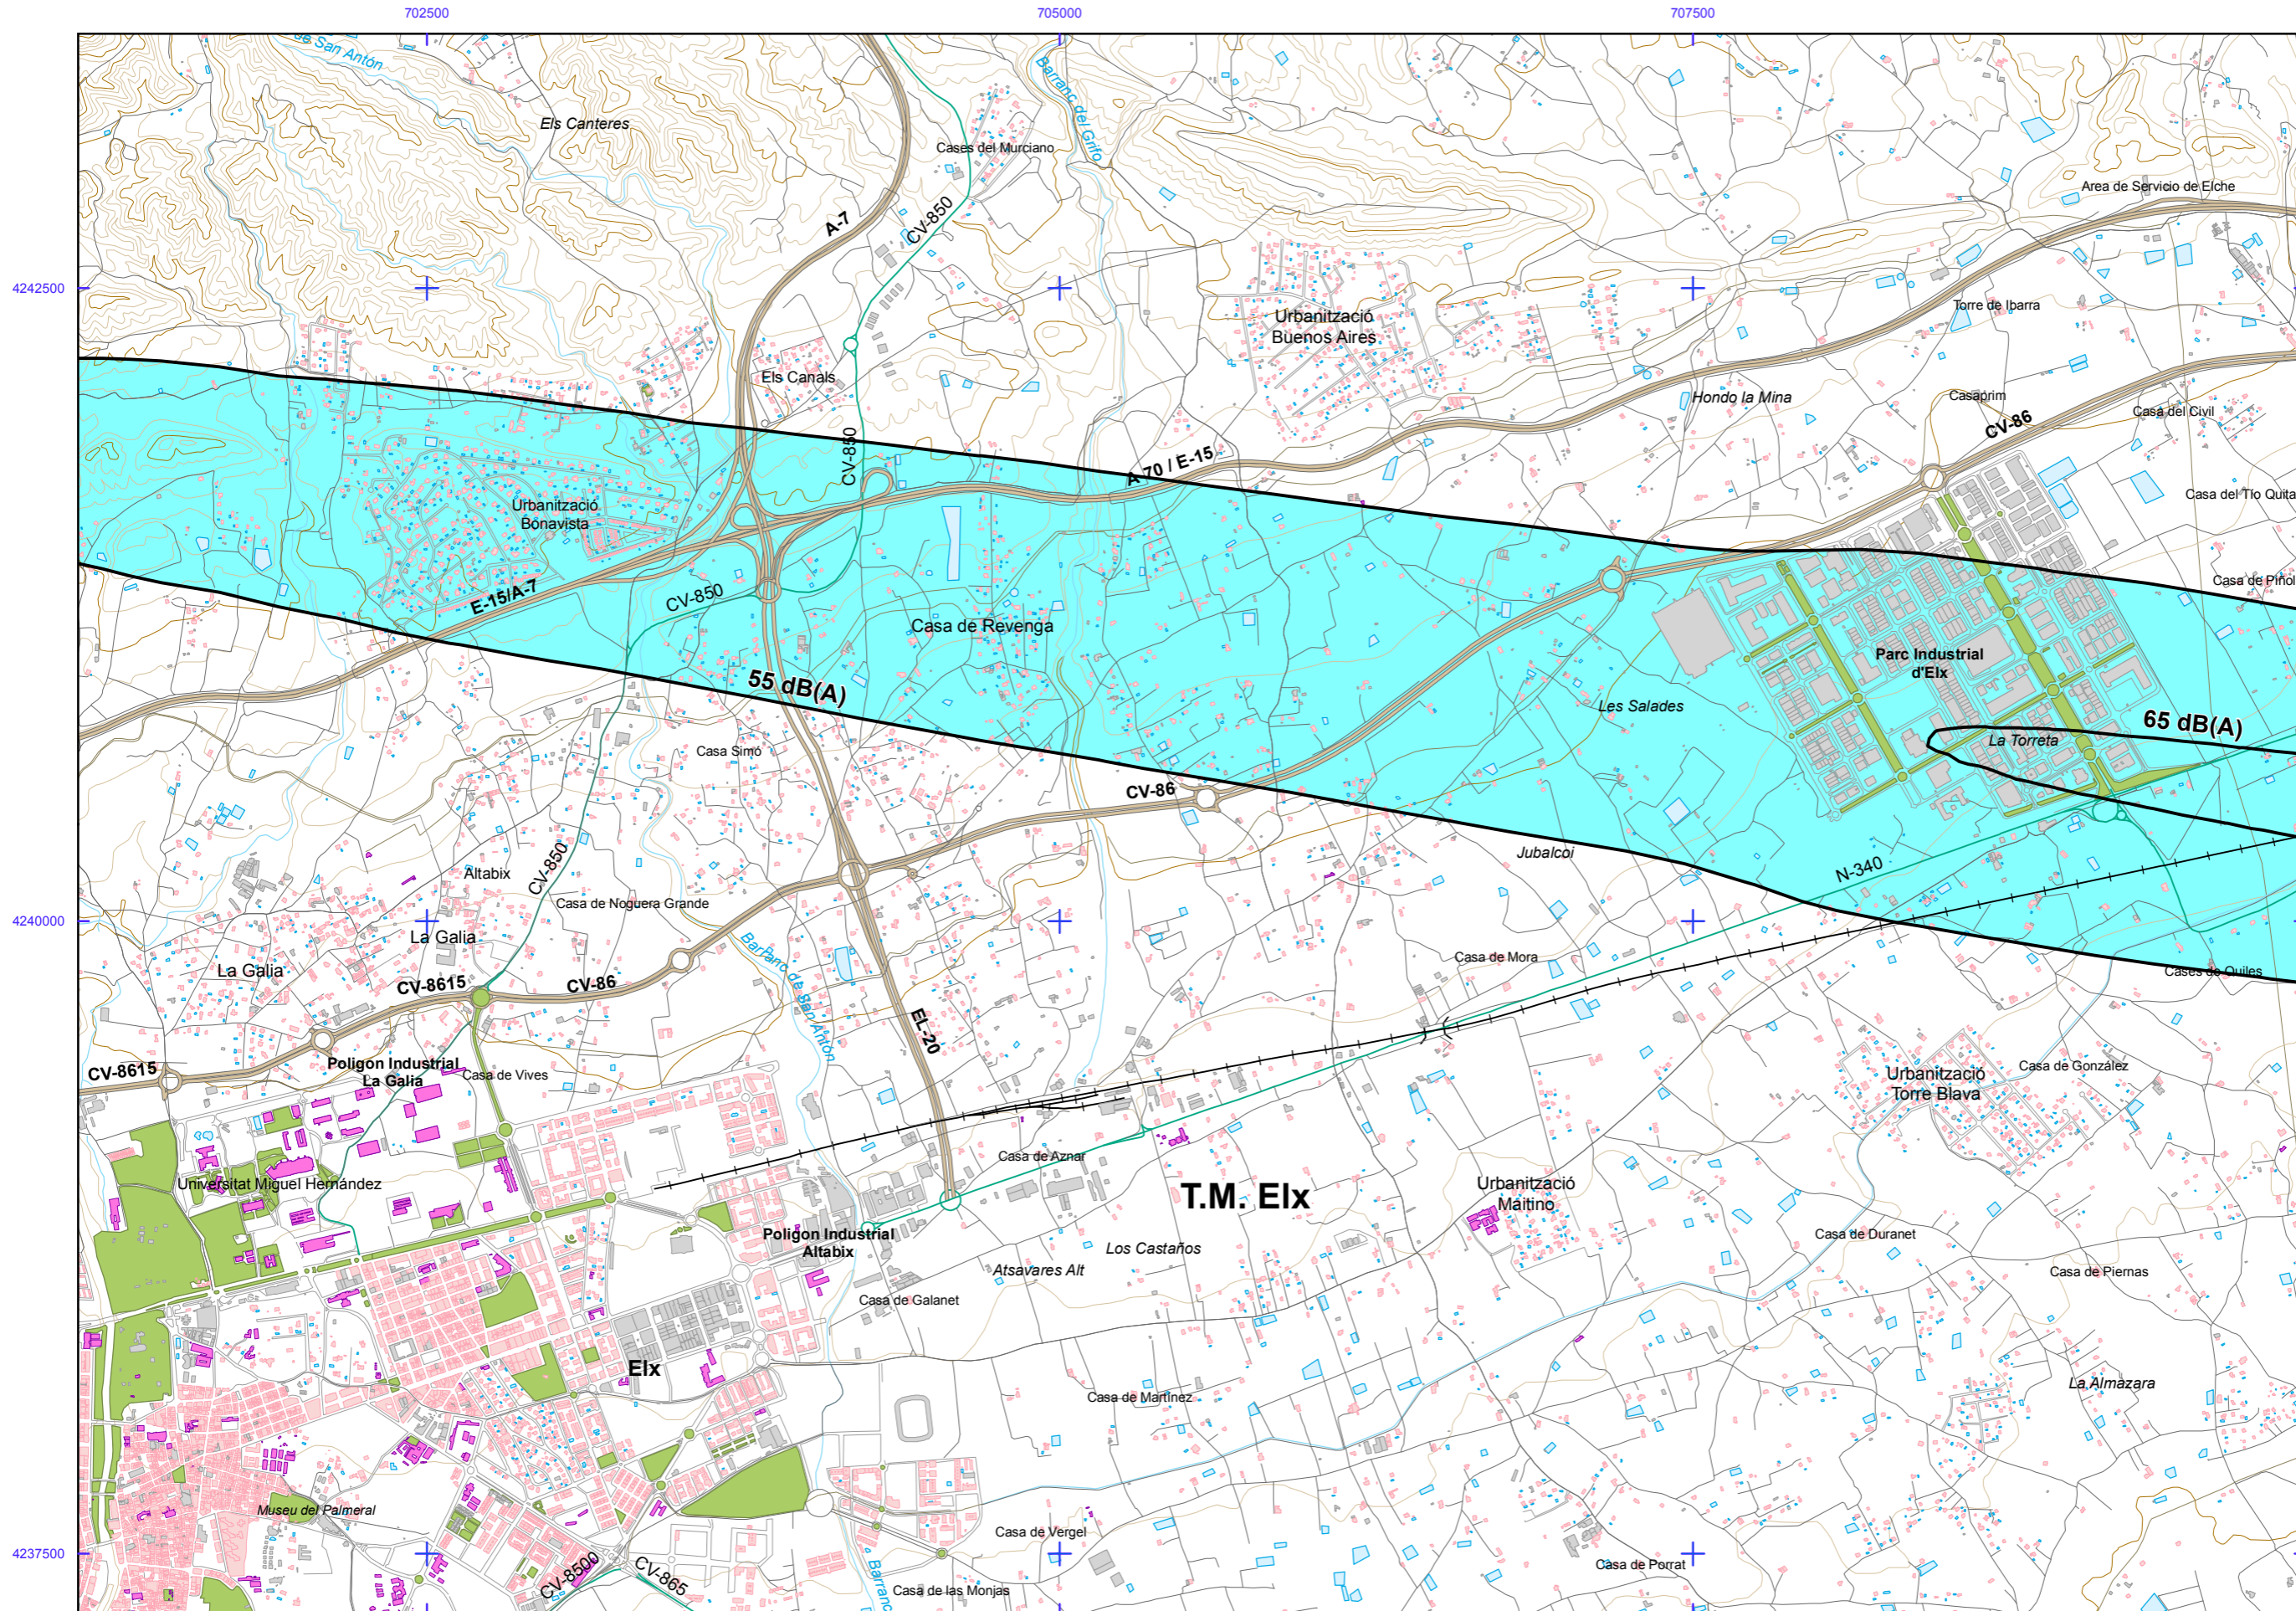 702500
705000
707500
de San Antón
Barranc del Grifo
Els Canteres
Cases del Murciano
Area de Servicio de Elche
A-7
CV-850
4242500
Torre de Ibarra
Urbanització
Buenos Aires
Els Canals
Hondo la Mina
Casaprim
Casa del Civil
CV-86
CV-850
A-70 / E-15
Casa del Tío Quita
Urbanització
Bonavista
E-15/A-7
CV-850
Casa de Piñol
Casa de Revenga
Parc Industrial
d'Elx
55 dB(A)
Les Salades
65 dB(A)
La Torreta
Casa Simó
CV-86
Jubalcoi
N-340
Altabix
CV-850
Casa de Noguera Grande
4240000
La Galia
La Galia
Barranc de San Antón
Casa de Mora
Cases de Quiles
CV-8615
CV-86
EL-20
CV-8615
Poligon Industrial
La Galia
Casa de Vives
Urbanització
Torre Blava
Casa de González
Casa de Aznar
Universitat Miguel Hernández
T.M. Elx
Urbanització
Maitino
Poligon Industrial
Altabix
Los Castaños
Casa de Duranet
Atsavares Alt
Casa de Piernas
Casa de Galanet
Elx
La Almazara
Casa de Martínez
Museu del Palmeral
Casa de Vergel
4237500
CV-8500
CV-865
Casa de Porrat
Casa de las Monjas
Barranc